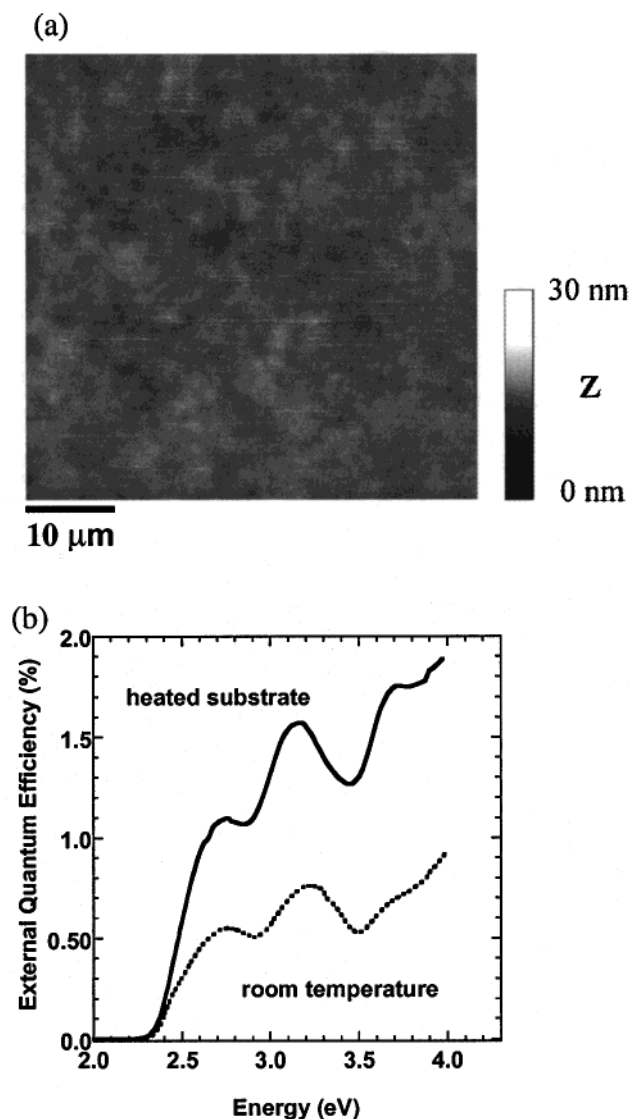 (a)
30 nm
Z
0 nm
10 μm
(b)
2.0
1.5
1.0
0.50
0.0
External Quantum Efficiency (%)
heated substrate
room temperature
2.0 2.5 3.0 3.5 4.0
Energy (eV)